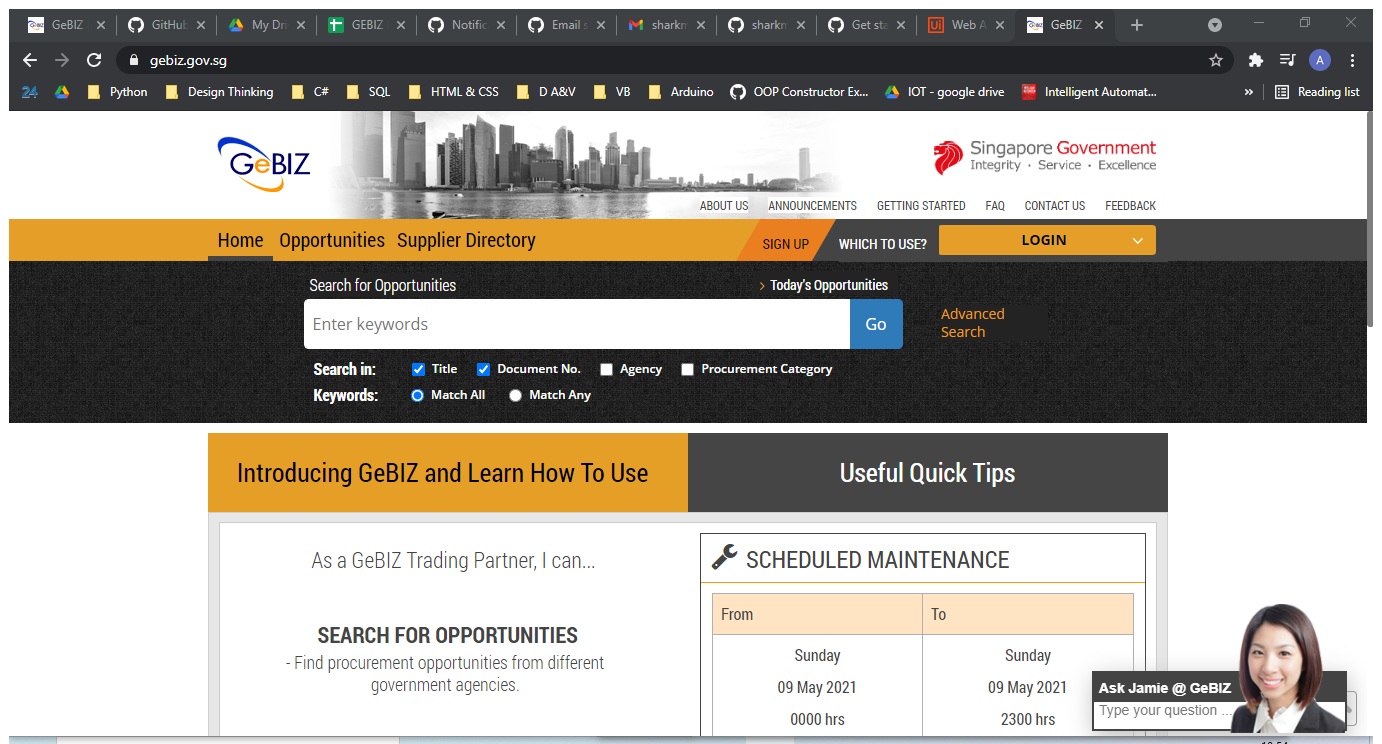 GeBIZ
GitHub
My Dri
GEBIZ
Notific
Email s
sharkm
sharkm
Get sta
Web A
GeBIZ
gebiz.gov.sg
A
24
Python
Design Thinking
C#
SQL
HTML & CSS
D A&V
VB
Arduino
OOP Constructor Ex...
IOT - google drive
Intelligent Automat...
»
Reading list
GeBIZ
Singapore Government
Integrity · Service · Excellence
ABOUT US
ANNOUNCEMENTS
GETTING STARTED
FAQ
CONTACT US
FEEDBACK
Home
Opportunities
Supplier Directory
SIGN UP
WHICH TO USE?
LOGIN
Search for Opportunities
› Today's Opportunities
Enter keywords
Go
Advanced
Search
Search in:
Title
Document No.
Agency
Procurement Category
Keywords:
Match All
Match Any
Introducing GeBIZ and Learn How To Use
Useful Quick Tips
As a GeBIZ Trading Partner, I can...
SEARCH FOR OPPORTUNITIES
- Find procurement opportunities from different
government agencies.
SCHEDULED MAINTENANCE
From
To
Sunday
Sunday
09 May 2021
09 May 2021
0000 hrs
2300 hrs
Ask Jamie @ GeBIZ
Type your question ...